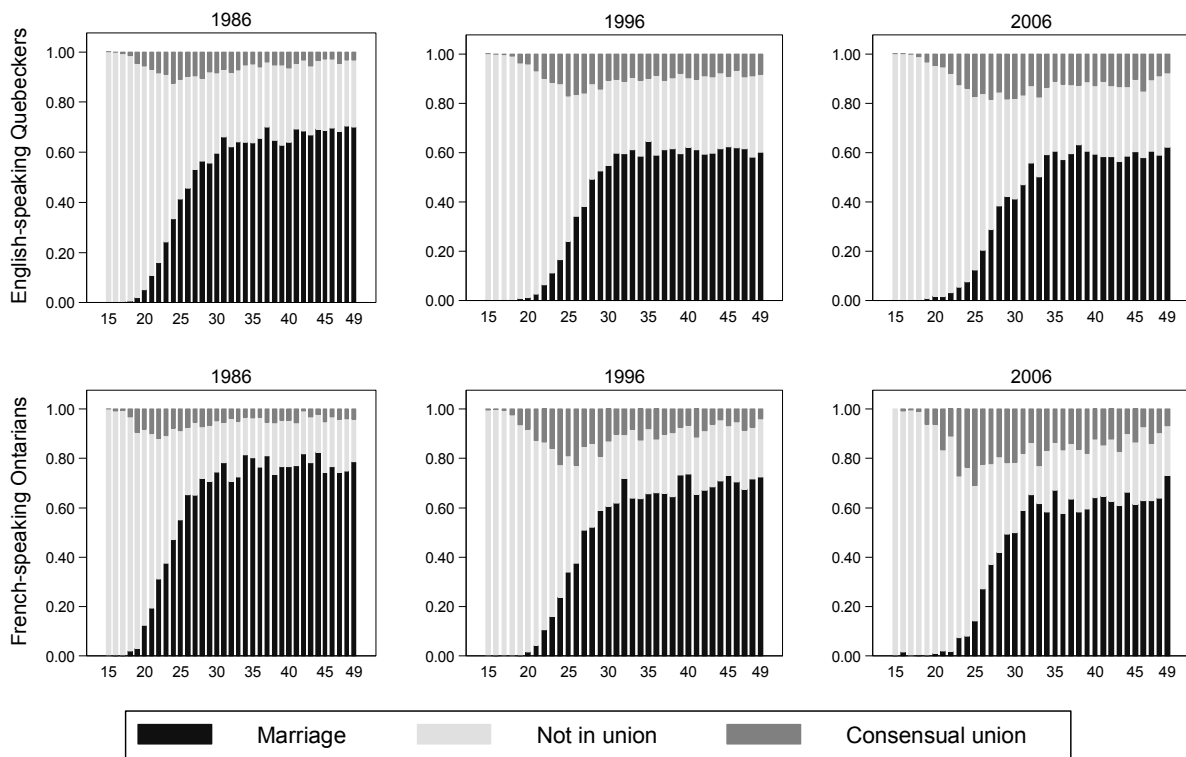 1986 1996 2006
English-speaking Quebeckers
1.00 1.00 1.00
0.80 0.80 0.80
0.60 0.60 0.60
0.40 0.40 0.40
0.20 0.20 0.20
0.00 0.00 0.00
15 20 25 30 35 40 45 49 15 20 25 30 35 40 45 49 15 20 25 30 35 40 45 49
1986 1996 2006
French-speaking Ontarians
1.00 1.00 1.00
0.80 0.80 0.80
0.60 0.60 0.60
0.40 0.40 0.40
0.20 0.20 0.20
0.00 0.00 0.00
15 20 25 30 35 40 45 49 15 20 25 30 35 40 45 49 15 20 25 30 35 40 45 49
Marriage Not in union Consensual union